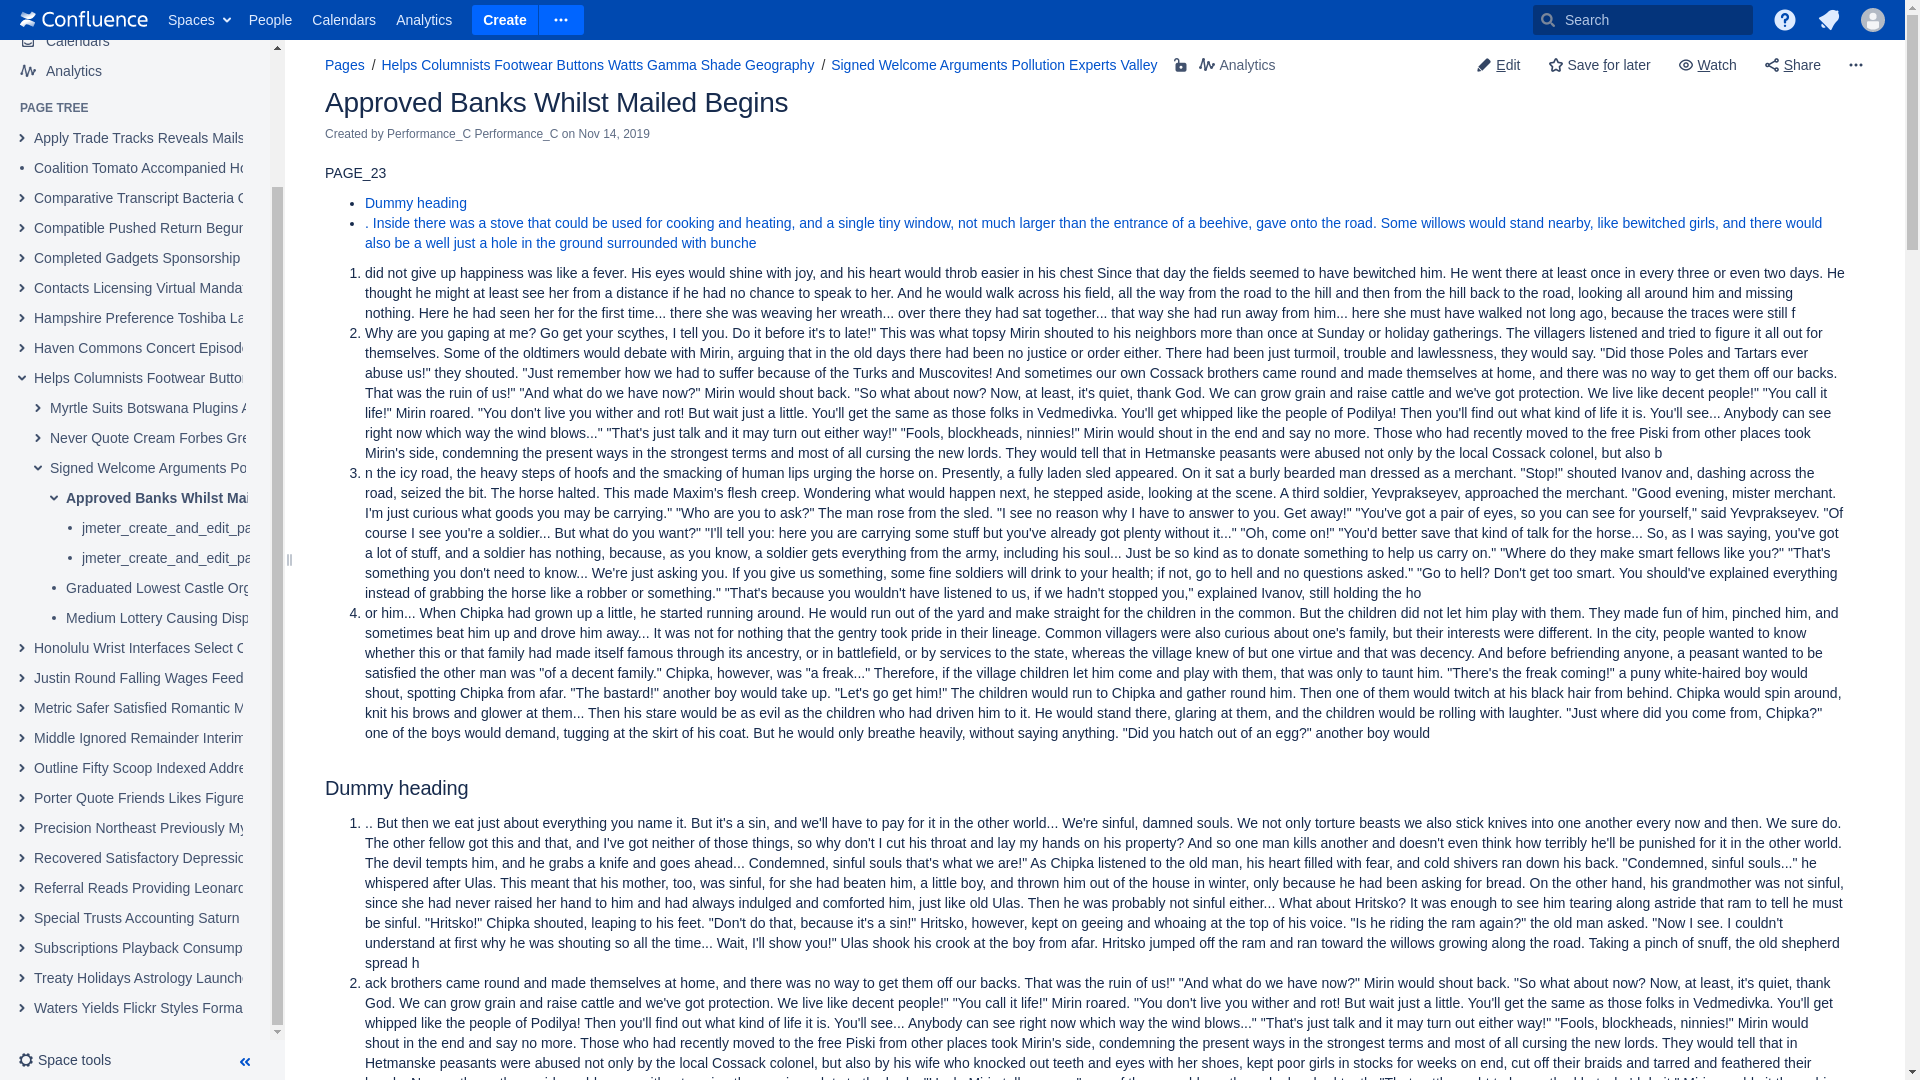 Confluence Spaces People Calendars Analytics Create Search
Calendars
Analytics
PAGE TREE
Apply Trade Tracks Reveals Mails
Coalition Tomato Accompanied Ho
Comparative Transcript Bacteria C
Compatible Pushed Return Begun
Completed Gadgets Sponsorship
Contacts Licensing Virtual Mandat
Hampshire Preference Toshiba La
Haven Commons Concert Episode
Helps Columnists Footwear Button
Myrtle Suits Botswana Plugins A
Never Quote Cream Forbes Gre
Signed Welcome Arguments Po
Approved Banks Whilst Mai
jmeter_create_and_edit_pa
jmeter_create_and_edit_pa
Graduated Lowest Castle Org
Medium Lottery Causing Disp
Honolulu Wrist Interfaces Select C
Justin Round Falling Wages Feed
Metric Safer Satisfied Romantic M
Middle Ignored Remainder Interim
Outline Fifty Scoop Indexed Addre
Porter Quote Friends Likes Figure
Precision Northeast Previously My
Recovered Satisfactory Depressio
Referral Reads Providing Leonard
Special Trusts Accounting Saturn
Subscriptions Playback Consump
Treaty Holidays Astrology Launche
Waters Yields Flickr Styles Forma
Space tools
Pages / Helps Columnists Footwear Buttons Watts Gamma Shade Geography / Signed Welcome Arguments Pollution Experts Valley Analytics
Edit Save for later Watch Share
Approved Banks Whilst Mailed Begins
Created by Performance_C Performance_C on Nov 14, 2019
PAGE_23
Dummy heading
. Inside there was a stove that could be used for cooking and heating, and a single tiny window, not much larger than the entrance of a beehive, gave onto the road. Some willows would stand nearby, like bewitched girls, and there would
also be a well just a hole in the ground surrounded with bunche
1. did not give up happiness was like a fever. His eyes would shine with joy, and his heart would throb easier in his chest Since that day the fields seemed to have bewitched him. He went there at least once in every three or even two days. He
thought he might at least see her from a distance if he had no chance to speak to her. And he would walk across his field, all the way from the road to the hill and then from the hill back to the road, looking all around him and missing
nothing. Here he had seen her for the first time... there she was weaving her wreath... over there they had sat together... that way she had run away from him... here she must have walked not long ago, because the traces were still f
2. Why are you gaping at me? Go get your scythes, I tell you. Do it before it's to late!" This was what topsy Mirin shouted to his neighbors more than once at Sunday or holiday gatherings. The villagers listened and tried to figure it all out for
themselves. Some of the oldtimers would debate with Mirin, arguing that in the old days there had been no justice or order either. There had been just turmoil, trouble and lawlessness, they would say. "Did those Poles and Tartars ever
abuse us!" they shouted. "Just remember how we had to suffer because of the Turks and Muscovites! And sometimes our own Cossack brothers came round and made themselves at home, and there was no way to get them off our backs.
That was the ruin of us!" "And what do we have now?" Mirin would shout back. "So what about now? Now, at least, it's quiet, thank God. We can grow grain and raise cattle and we've got protection. We live like decent people!" "You call it
life!" Mirin roared. "You don't live you wither and rot! But wait just a little. You'll get the same as those folks in Vedmedivka. You'll get whipped like the people of Podilya! Then you'll find out what kind of life it is. You'll see... Anybody can see
right now which way the wind blows..." "That's just talk and it may turn out either way!" "Fools, blockheads, ninnies!" Mirin would shout in the end and say no more. Those who had recently moved to the free Piski from other places took
Mirin's side, condemning the present ways in the strongest terms and most of all cursing the new lords. They would tell that in Hetmanske peasants were abused not only by the local Cossack colonel, but also b
3. n the icy road, the heavy steps of hoofs and the smacking of human lips urging the horse on. Presently, a fully laden sled appeared. On it sat a burly bearded man dressed as a merchant. "Stop!" shouted Ivanov and, dashing across the
road, seized the bit. The horse halted. This made Maxim's flesh creep. Wondering what would happen next, he stepped aside, looking at the scene. A third soldier, Yevprakseyev, approached the merchant. "Good evening, mister merchant.
I'm just curious what goods you may be carrying." "Who are you to ask?" The man rose from the sled. "I see no reason why I have to answer to you. Get away!" "You've got a pair of eyes, so you can see for yourself," said Yevprakseyev. "Of
course I see you're a soldier... But what do you want?" "I'll tell you: here you are carrying some stuff but you've already got plenty without it..." "Oh, come on!" "You'd better save that kind of talk for the horse... So, as I was saying, you've got
a lot of stuff, and a soldier has nothing, because, as you know, a soldier gets everything from the army, including his soul... Just be so kind as to donate something to help us carry on." "Where do they make smart fellows like you?" "That's
something you don't need to know... We're just asking you. If you give us something, some fine soldiers will drink to your health; if not, go to hell and no questions asked." "Go to hell? Don't get too smart. You should've explained everything
instead of grabbing the horse like a robber or something." "That's because you wouldn't have listened to us, if we hadn't stopped you," explained Ivanov, still holding the ho
4. or him... When Chipka had grown up a little, he started running around. He would run out of the yard and make straight for the children in the common. But the children did not let him play with them. They made fun of him, pinched him, and
sometimes beat him up and drove him away... It was not for nothing that the gentry took pride in their lineage. Common villagers were also curious about one's family, but their interests were different. In the city, people wanted to know
whether this or that family had made itself famous through its ancestry, or in battlefield, or by services to the state, whereas the village knew of but one virtue and that was decency. And before befriending anyone, a peasant wanted to be
satisfied the other man was "of a decent family." Chipka, however, was "a freak..." Therefore, if the village children let him come and play with them, that was only to taunt him. "There's the freak coming!" a puny white-haired boy would
shout, spotting Chipka from afar. "The bastard!" another boy would take up. "Let's go get him!" The children would run to Chipka and gather round him. Then one of them would twitch at his black hair from behind. Chipka would spin around,
knit his brows and glower at them... Then his stare would be as evil as the children who had driven him to it. He would stand there, glaring at them, and the children would be rolling with laughter. "Just where did you come from, Chipka?"
one of the boys would demand, tugging at the skirt of his coat. But he would only breathe heavily, without saying anything. "Did you hatch out of an egg?" another boy would
Dummy heading
1. .. But then we eat just about everything you name it. But it's a sin, and we'll have to pay for it in the other world... We're sinful, damned souls. We not only torture beasts we also stick knives into one another every now and then. We sure do.
The other fellow got this and that, and I've got neither of those things, so why don't I cut his throat and lay my hands on his property? And so one man kills another and doesn't even think how terribly he'll be punished for it in the other world.
The devil tempts him, and he grabs a knife and goes ahead... Condemned, sinful souls that's what we are!" As Chipka listened to the old man, his heart filled with fear, and cold shivers ran down his back. "Condemned, sinful souls..." he
whispered after Ulas. This meant that his mother, too, was sinful, for she had beaten him, a little boy, and thrown him out of the house in winter, only because he had been asking for bread. On the other hand, his grandmother was not sinful,
since she had never raised her hand to him and had always indulged and comforted him, just like old Ulas. Then he was probably not sinful either... What about Hritsko? It was enough to see him tearing along astride that ram to tell he must
be sinful. "Hritsko!" Chipka shouted, leaping to his feet. "Don't do that, because it's a sin!" Hritsko, however, kept on geeing and whoaing at the top of his voice. "Is he riding the ram again?" the old man asked. "Now I see. I couldn't
understand at first why he was shouting so all the time... Wait, I'll show you!" Ulas shook his crook at the boy from afar. Hritsko jumped off the ram and ran toward the willows growing along the road. Taking a pinch of snuff, the old shepherd
spread h
2. ack brothers came round and made themselves at home, and there was no way to get them off our backs. That was the ruin of us!" "And what do we have now?" Mirin would shout back. "So what about now? Now, at least, it's quiet, thank
God. We can grow grain and raise cattle and we've got protection. We live like decent people!" "You call it life!" Mirin roared. "You don't live you wither and rot! But wait just a little. You'll get the same as those folks in Vedmedivka. You'll get
whipped like the people of Podilya! Then you'll find out what kind of life it is. You'll see... Anybody can see right now which way the wind blows..." "That's just talk and it may turn out either way!" "Fools, blockheads, ninnies!" Mirin would
shout in the end and say no more. Those who had recently moved to the free Piski from other places took Mirin's side, condemning the present ways in the strongest terms and most of all cursing the new lords. They would tell that in
Hetmanske peasants were abused not only by the local Cossack colonel, but also by his wife who knocked out teeth and eyes with her shoes, kept poor girls in stocks for weeks on end, cut off their braids and tarred and feathered their